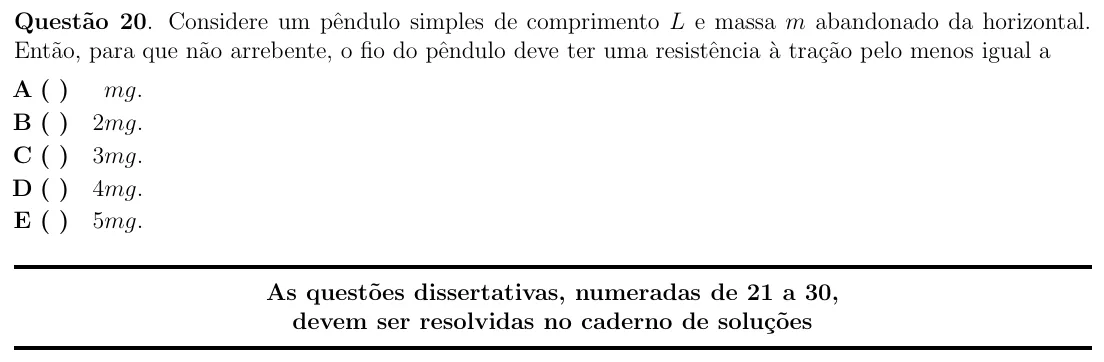 Questão 20. Considere um pêndulo simples de comprimento L e massa m abandonado da horizontal.
Então, para que não arrebente, o fio do pêndulo deve ter uma resistência à tração pelo menos igual a
A ( ) mg.
B ( ) 2mg.
C ( ) 3mg.
D ( ) 4mg.
E ( ) 5mg.
As questões dissertativas, numeradas de 21 a 30,
devem ser resolvidas no caderno de soluções